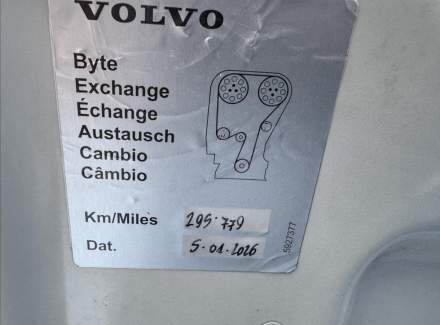 VOLVO
Byte
Exchange
Échange
Austausch
Cambio
Câmbio
Km/Miles 295.779
Dat. 5-01-2026
5927377